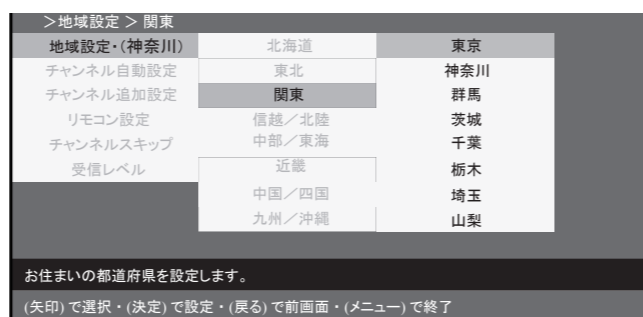 ＞地域設定 ＞ 関東
地域設定・(神奈川)
チャンネル自動設定
チャンネル追加設定
リモコン設定
チャンネルスキップ
受信レベル
北海道
東北
関東
信越／北陸
中部／東海
近畿
中国／四国
九州／沖縄
東京
神奈川
群馬
茨城
千葉
栃木
埼玉
山梨
お住まいの都道府県を設定します。
(矢印) で選択・(決定) で設定・(戻る) で前画面・(メニュー) で終了